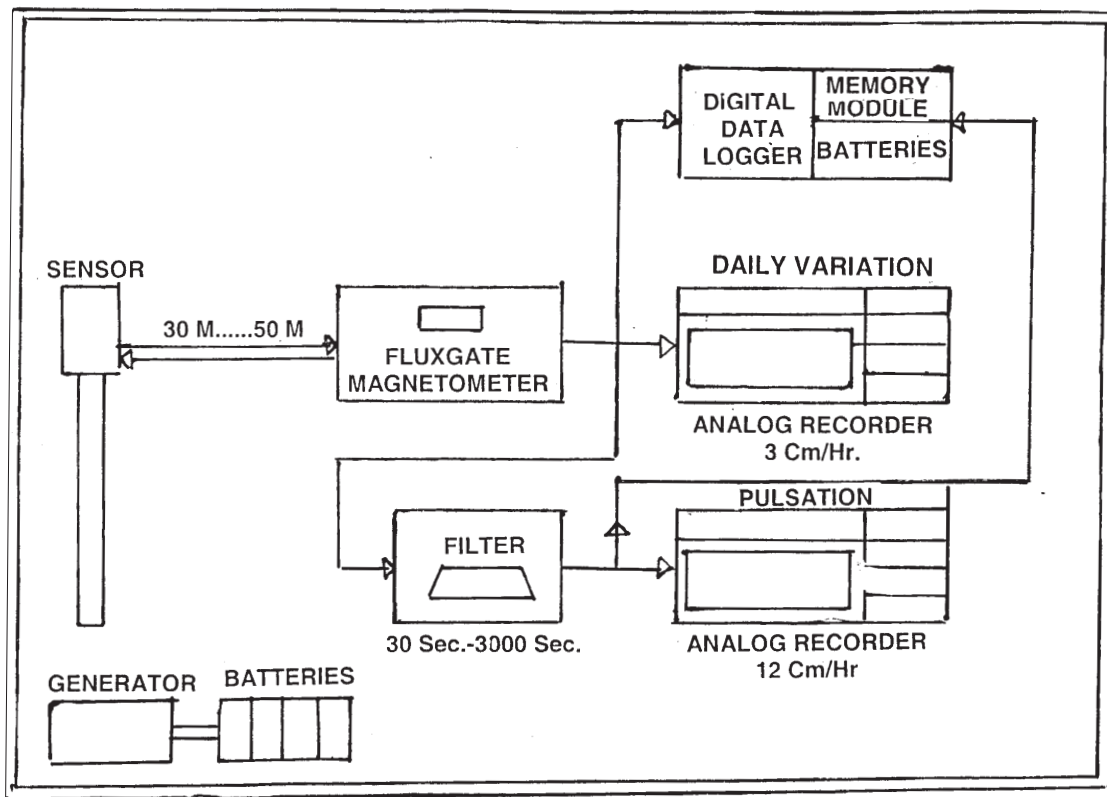 DIGITAL
DATA
LOGGER
MEMORY
MODULE
BATTERIES
SENSOR
30 M......50 M
FLUXGATE
MAGNETOMETER
DAILY VARIATION
ANALOG RECORDER
3 Cm/Hr.
FILTER
30 Sec.-3000 Sec.
PULSATION
ANALOG RECORDER
12 Cm/Hr
GENERATOR
BATTERIES